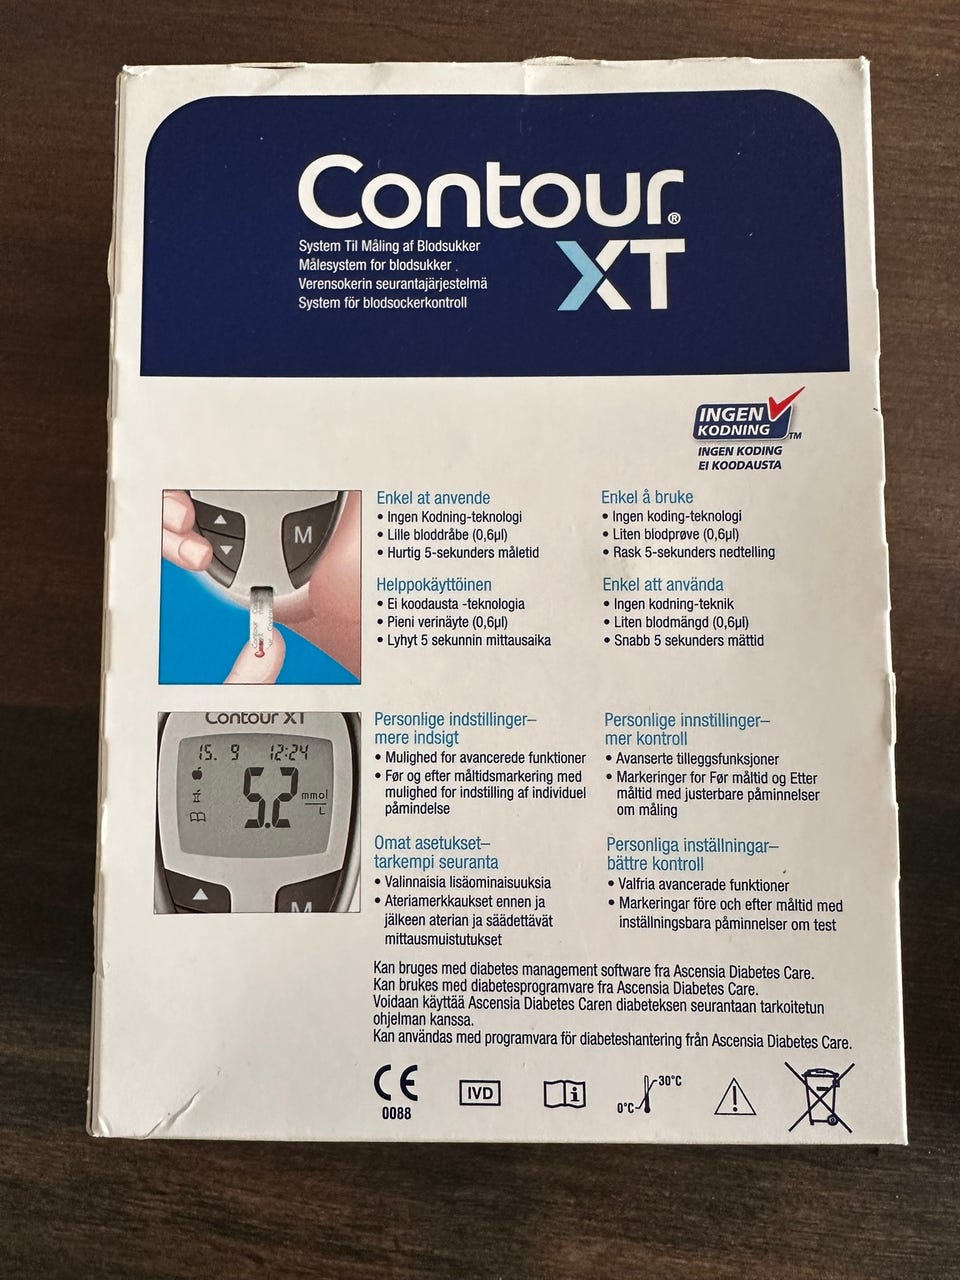 Contour®
XT
System Til Måling af Blodsukker
Målesystem for blodsukker
Verensokerin seurantajärjestelmä
System för blodsockerkontroll
INGEN
KODNING™
INGEN KODING
EI KOODAUSTA
Enkel at anvende
• Ingen Kodning-teknologi
• Lille bloddråbe (0,6µl)
• Hurtig 5-sekunders måletid
Enkel å bruke
• Ingen koding-teknologi
• Liten blodprøve (0,6µl)
• Rask 5-sekunders nedtelling
Helppokäyttöinen
• Ei koodausta -teknologia
• Pieni verinäyte (0,6µl)
• Lyhyt 5 sekunnin mittausaika
Enkel att använda
• Ingen kodning-teknik
• Liten blodmängd (0,6µl)
• Snabb 5 sekunders mättid
M
Contour
Contour XT
15. 9 12:24
5.2 mmol
L
M
Personlige indstillinger–
mere indsigt
• Mulighed for avancerede funktioner
• Før og efter måltidsmarkering med
mulighed for indstilling af individuel
påmindelse
Personlige innstillinger–
mer kontroll
• Avanserte tilleggsfunksjoner
• Markeringer for Før måltid og Etter
måltid med justerbare påminnelser
om måling
Omat asetukset–
tarkempi seuranta
• Valinnaisia lisäominaisuuksia
• Ateriamerkkaukset ennen ja
jälkeen aterian ja säädettävät
mittausmuistutukset
Personliga inställningar–
bättre kontroll
• Valfria avancerade funktioner
• Markeringar före och efter måltid med
inställningsbara påminnelser om test
Kan bruges med diabetes management software fra Ascensia Diabetes Care.
Kan brukes med diabetesprogramvare fra Ascensia Diabetes Care.
Voidaan käyttää Ascensia Diabetes Caren diabeteksen seurantaan tarkoitetun
ohjelman kanssa.
Kan användas med programvara för diabeteshantering från Ascensia Diabetes Care.
CE
0088
IVD
i
0°C
30°C
!